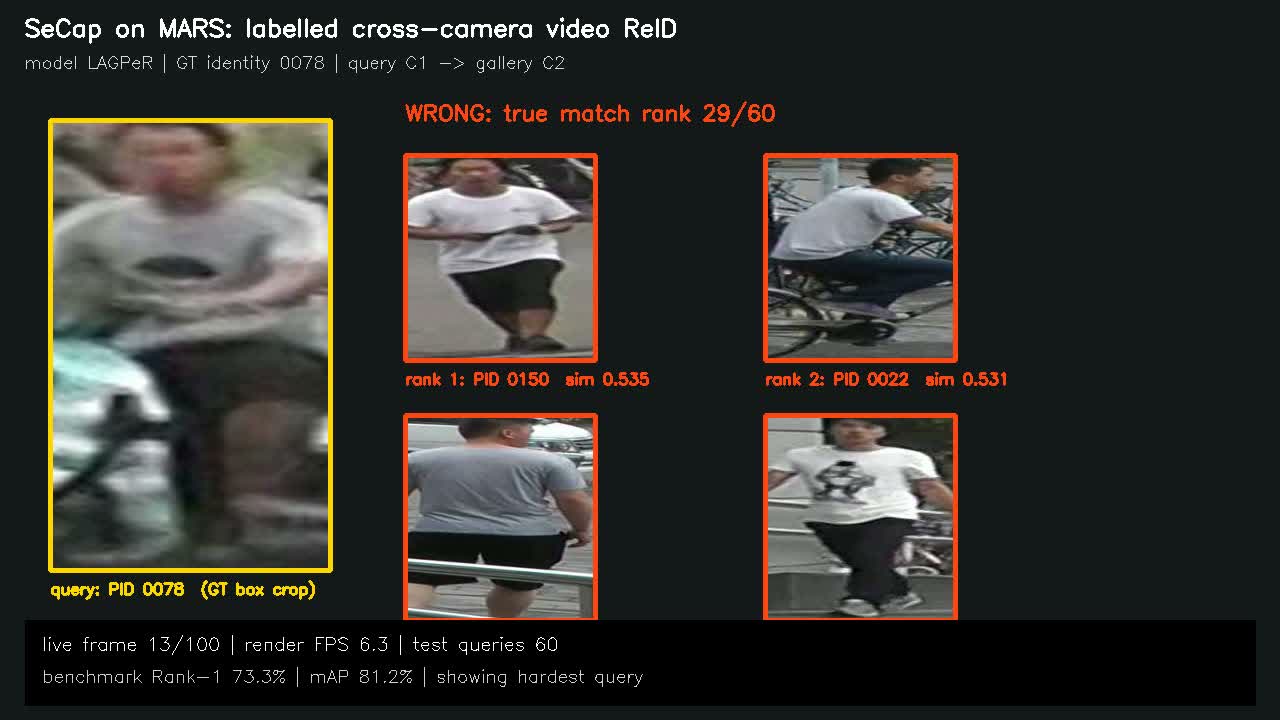 SeCap on MARS: labelled cross-camera video ReID
model LAGPeR | GT identity 0078 | query C1 -> gallery C2
WRONG: true match rank 29/60
rank 1: PID 0150 sim 0.535
rank 2: PID 0022 sim 0.531
query: PID 0078 (GT box crop)
live frame 13/100 | render FPS 6.3 | test queries 60
benchmark Rank-1 73.3% | mAP 81.2% | showing hardest query